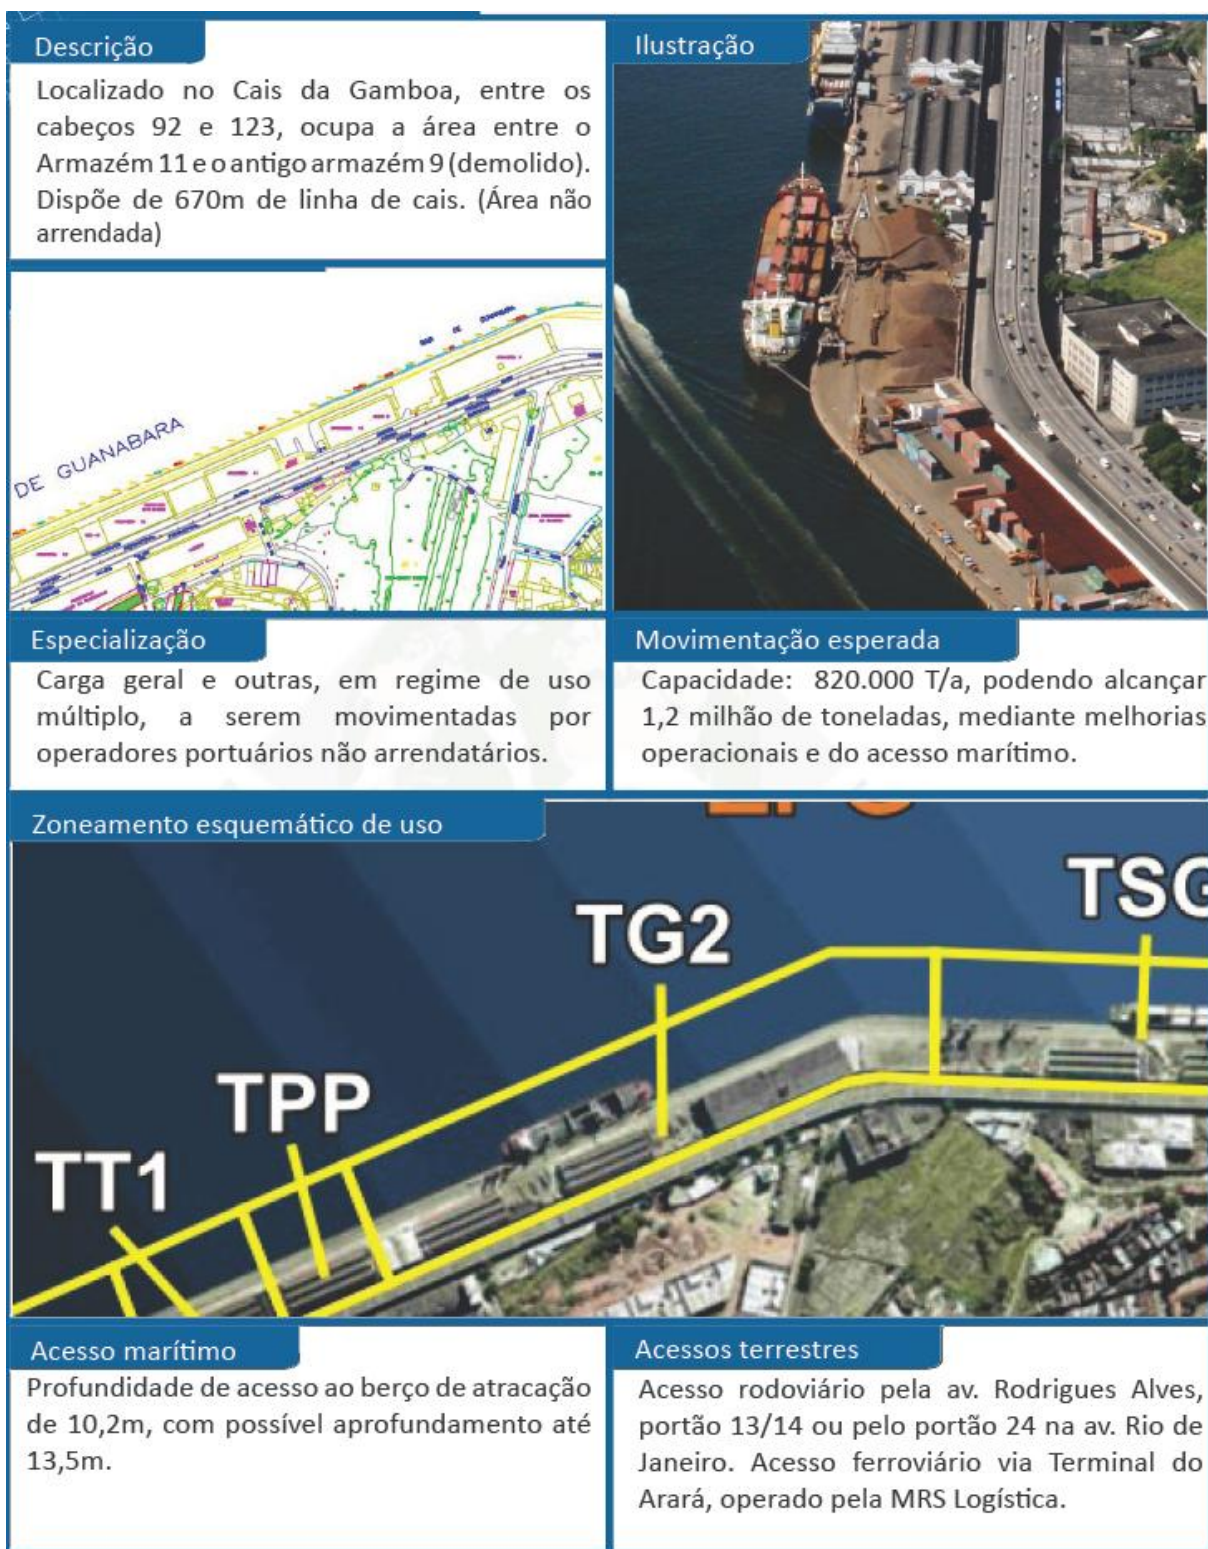 Descrição
Localizado no Cais da Gamboa, entre os
cabeços 92 e 123, ocupa a área entre o
Armazém 11 e o antigo armazém 9 (demolido).
Dispõe de 670m de linha de cais. (Área não
arrendada)
Ilustração
DE GUANABARA
Especialização
Carga geral e outras, em regime de uso
múltiplo, a serem movimentadas por
operadores portuários não arrendatários.
Movimentação esperada
Capacidade: 820.000 T/a, podendo alcançar
1,2 milhão de toneladas, mediante melhorias
operacionais e do acesso marítimo.
Zoneamento esquemático de uso
TSG
TG2
TPP
TT1
Acesso marítimo
Profundidade de acesso ao berço de atracação
de 10,2m, com possível aprofundamento até
13,5m.
Acessos terrestres
Acesso rodoviário pela av. Rodrigues Alves,
portão 13/14 ou pelo portão 24 na av. Rio de
Janeiro. Acesso ferroviário via Terminal do
Arará, operado pela MRS Logística.